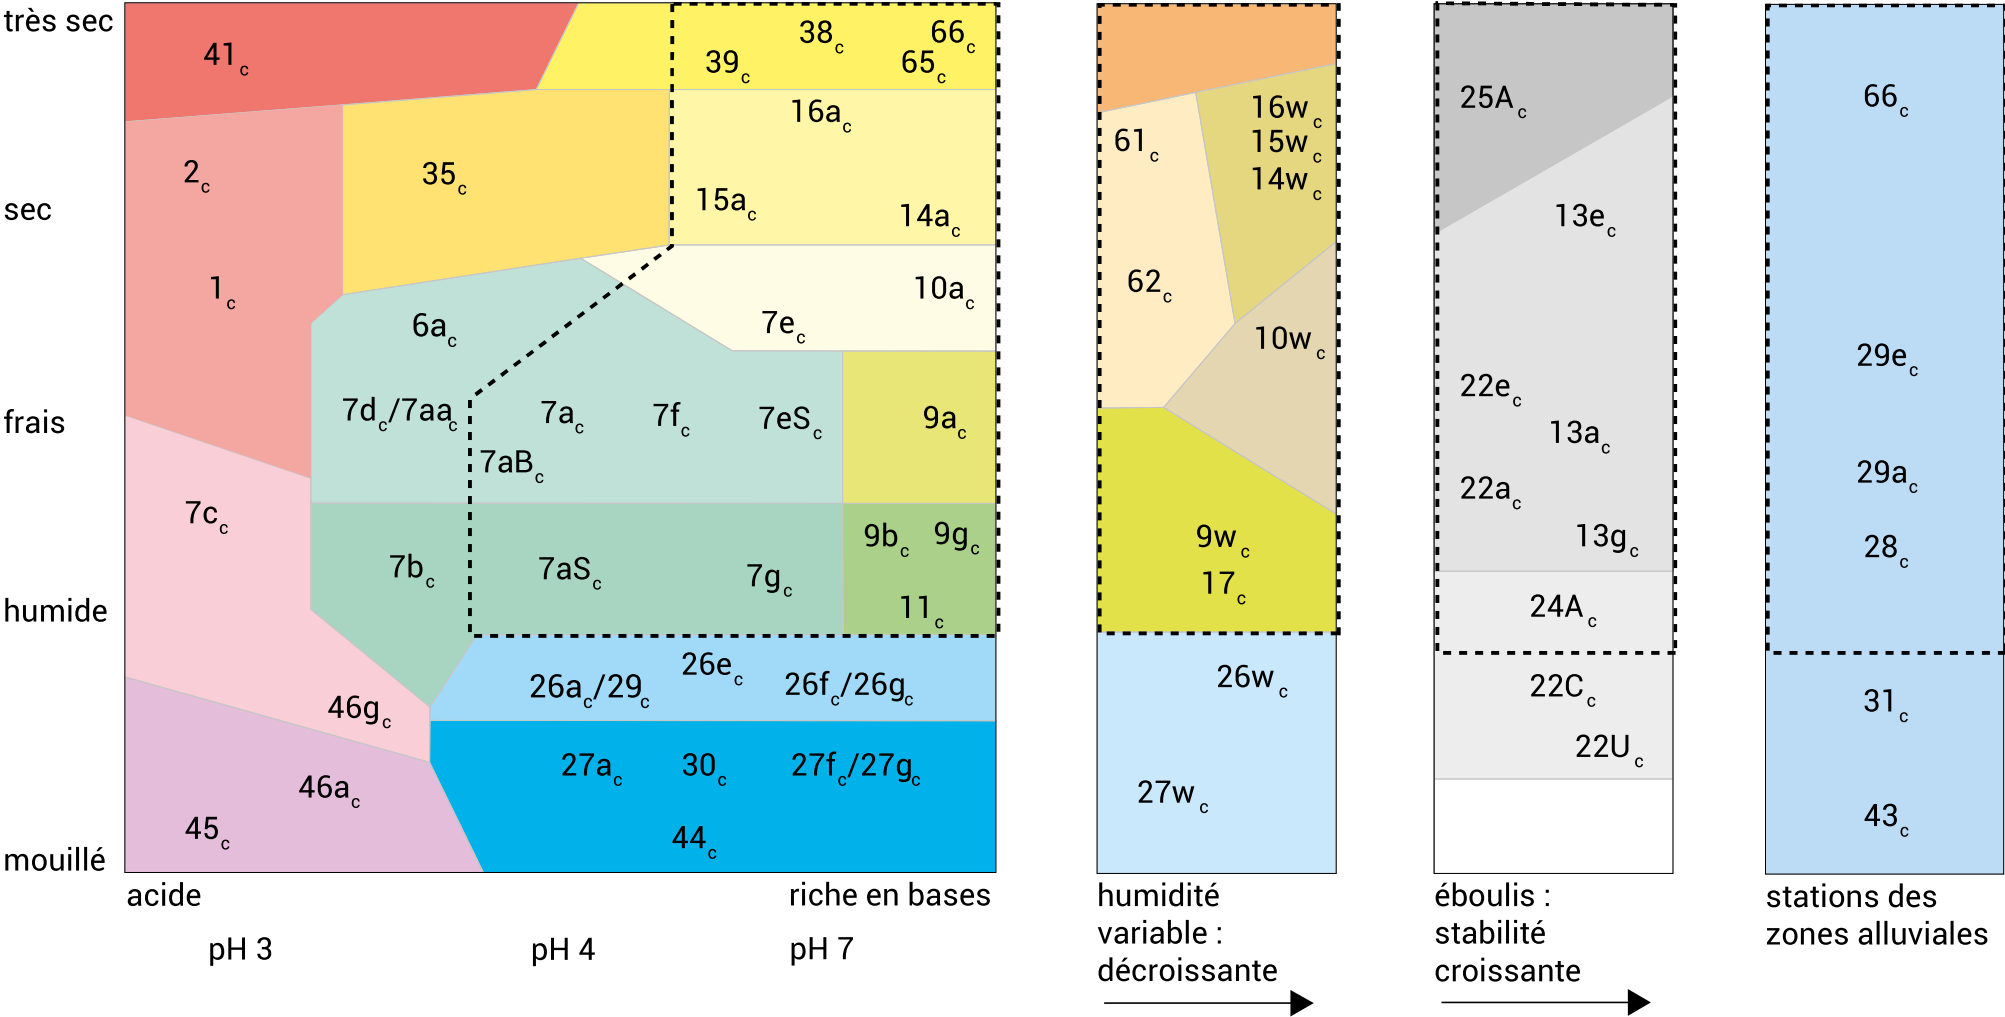 très sec
sec
frais
humide
mouillé
41c
38c
66c
39c
65c
16ac
2c
35c
15ac
14ac
1c
10ac
6ac
7ec
7dc/7aac
7ac
7fc
7eSc
9ac
7aBc
7cc
9bc
9gc
7bc
7aSc
7gc
11c
26ec
26ac/29c
26fc/26gc
46gc
27ac
30c
27fc/27gc
46ac
45c
44c
acide
riche en bases
pH 3
pH 4
pH 7
61c
16wc
15wc
14wc
62c
10wc
9wc
17c
26wc
27wc
humidité
variable :
décroissante
25Ac
13ec
22ec
13ac
22ac
13gc
24Ac
22Cc
22Uc
éboulis :
stabilité
croissante
66c
29ec
29ac
28c
31c
43c
stations des
zones alluviales